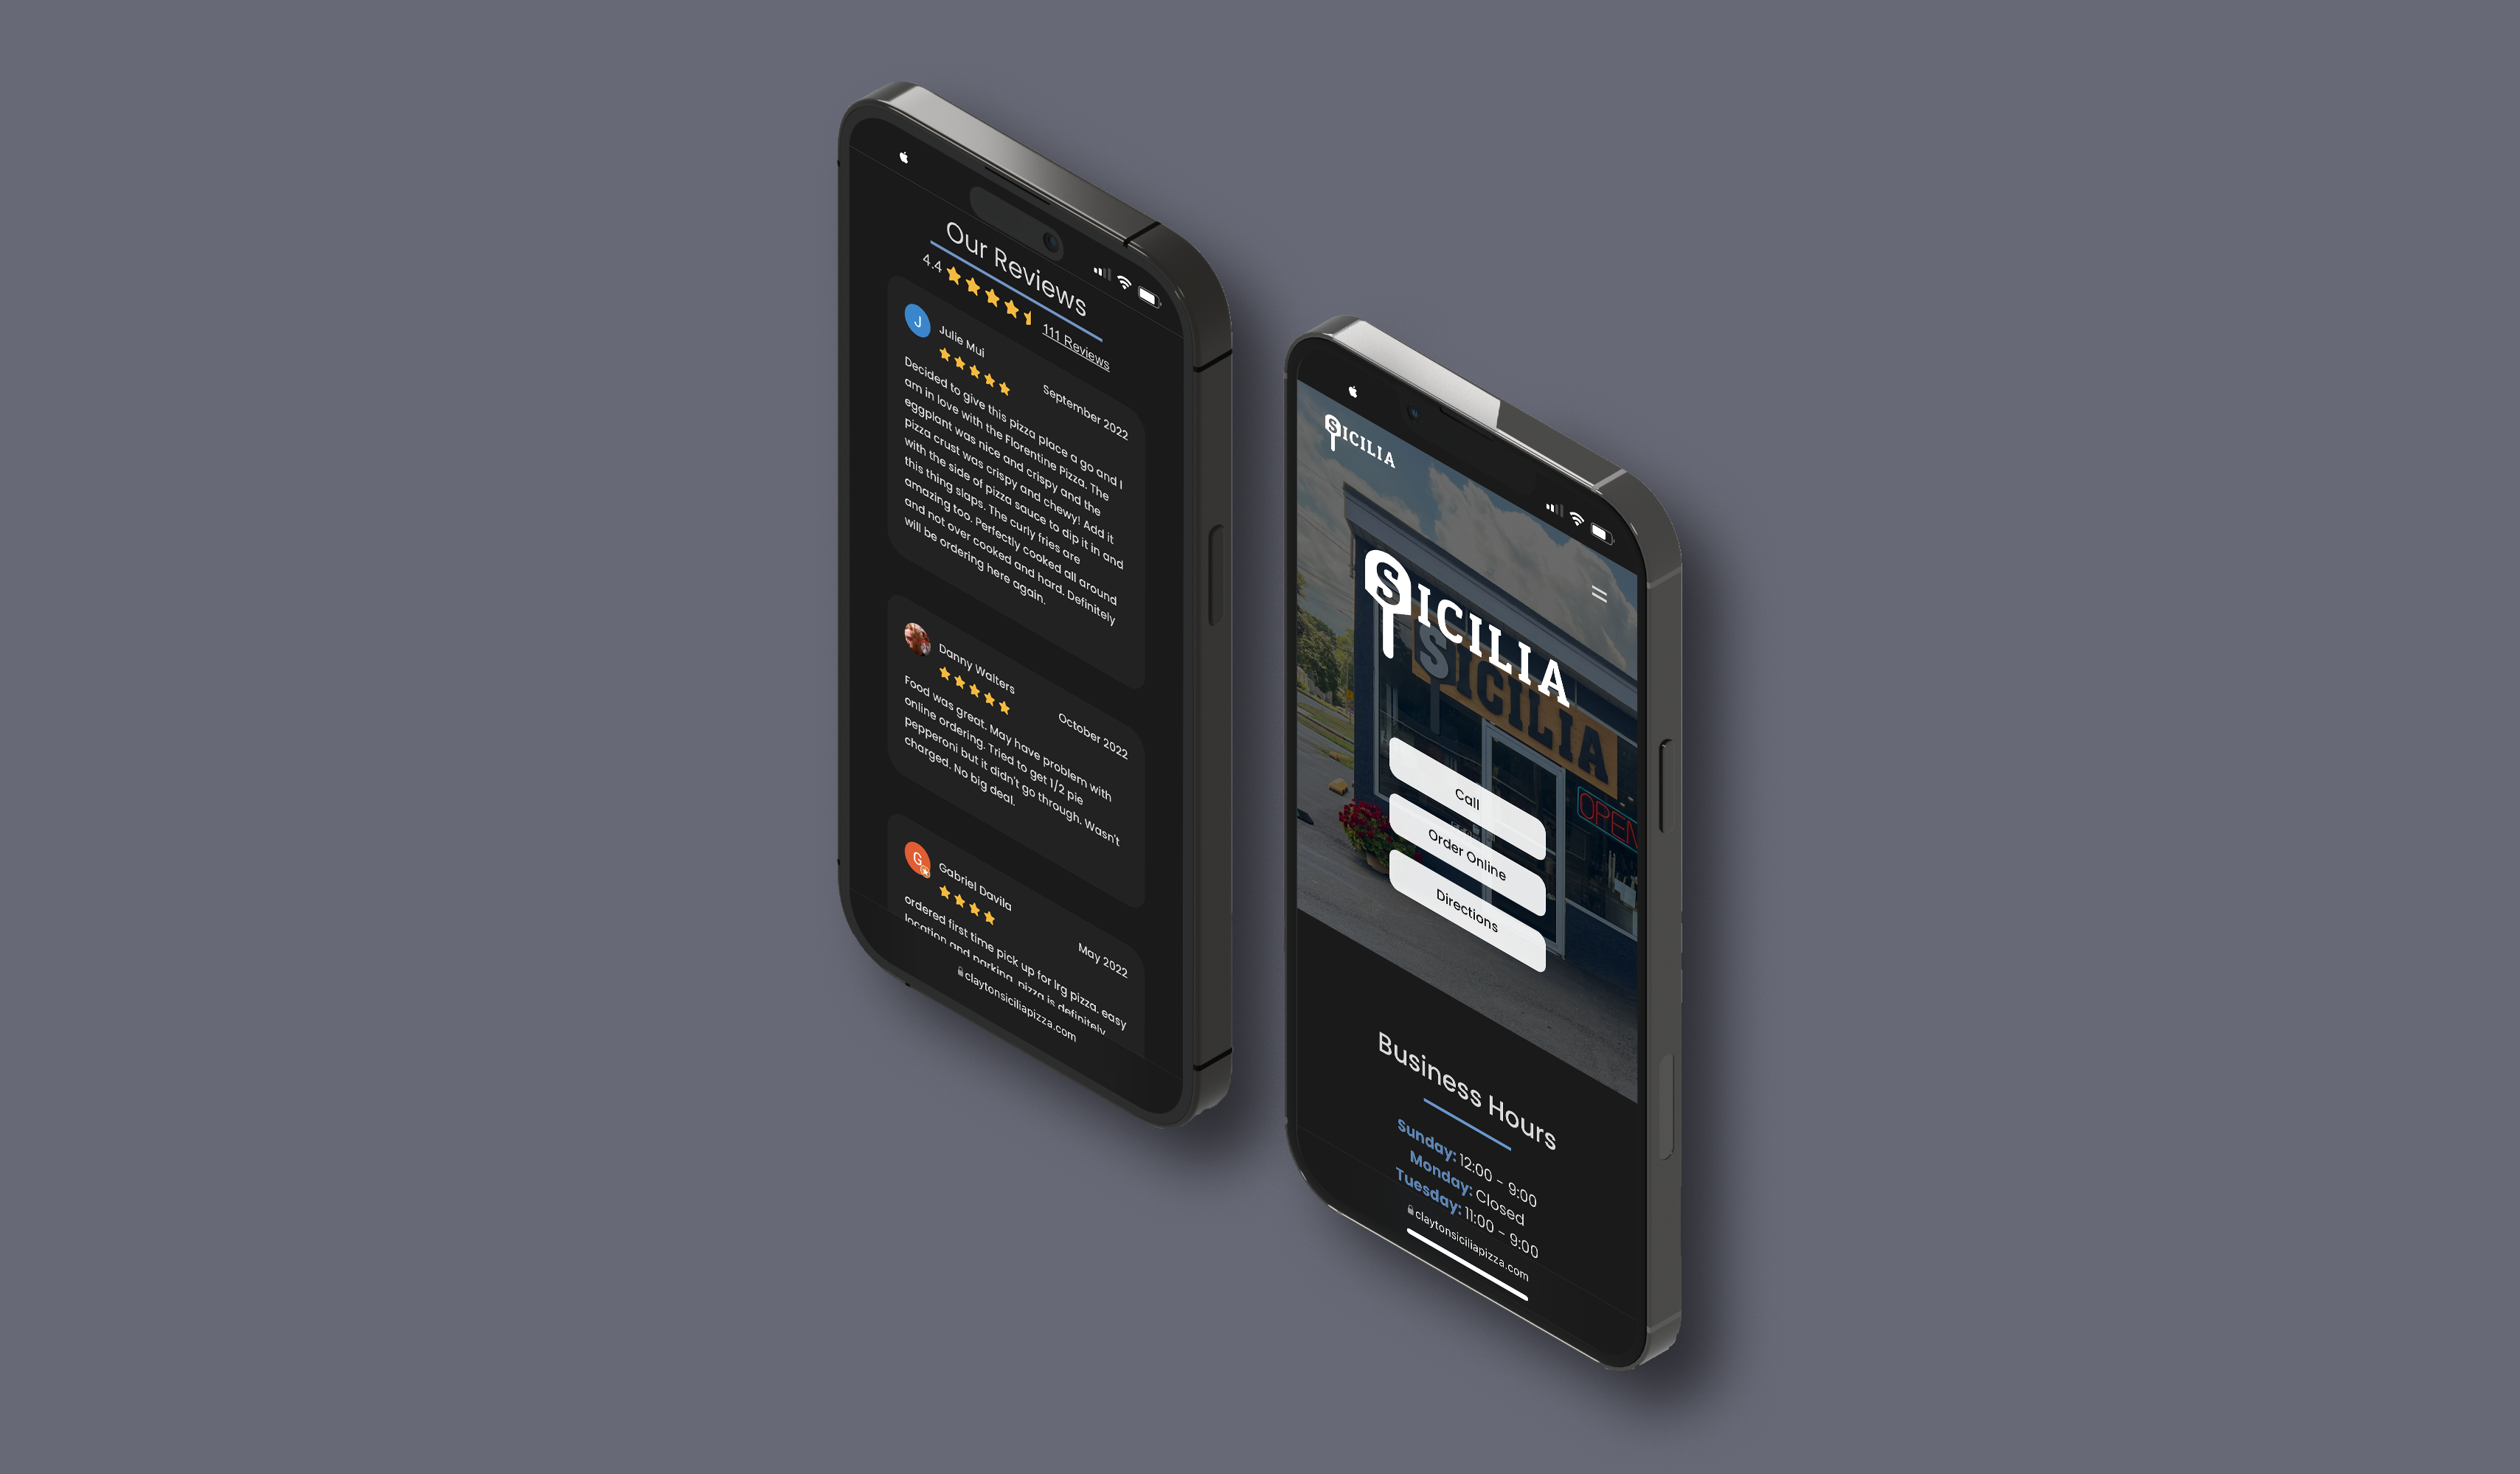 Our Reviews
4.4
111 Reviews
J
Julie Mui
September 2022
Decided to give this pizza place a go and I
am in love with the Florentine Pizza. The
eggplant was nice and crispy and the
pizza crust was crispy and chewy! Add it
with the side of pizza sauce to dip it in and
this thing slaps. The curly fries are
amazing too. Perfectly cooked all around
and not over cooked and hard. Definitely
will be ordering here again.
Danny Walters
October 2022
Food was great. May have problem with
online ordering. Tried to get 1/2 pie
pepperoni but it didn't go through. Wasn't
charged. No big deal.
G
Gabriel Davila
May 2022
ordered first time pick up for lrg pizza. easy
location and parking. pizza is definitely
claytonsiciliapizza.com
SICILIA
SICILIA
SICILIA
OPEN
Call
Order Online
Directions
Business Hours
Sunday: 12:00 - 9:00
Monday: Closed
Tuesday: 11:00 - 9:00
claytonsiciliapizza.com